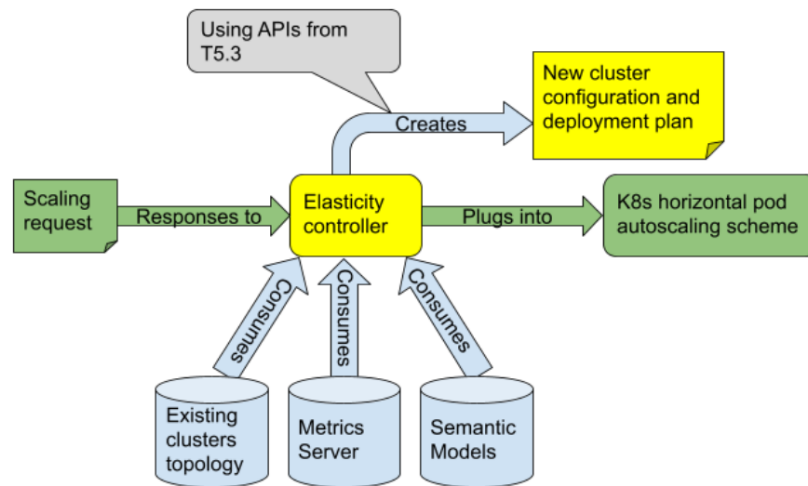 Using APIs from
T5.3
New cluster
configuration and
deployment plan
Creates
Scaling
request
Responses to
Elasticity
controller
Plugs into
K8s horizontal pod
autoscaling scheme
Consumes
Consumes
Consumes
Existing
clusters
topology
Metrics
Server
Semantic
Models